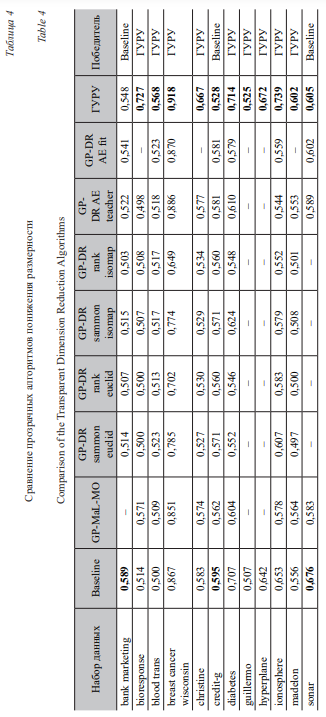 Таблица 4
Table 4
Сравнение прозрачных алгоритмов понижения размерности
Comparison of the Transparent Dimension Reduction Algorithms
Набор данных Baseline GP-MaL-MO GP-DR sammon euclid GP-DR rank euclid GP-DR sammon isomap GP-DR rank isomap GP-DR AE teacher GP-DR AE fit ГУРУ Победитель
bank marketing 0,589 – 0,514 0,507 0,515 0,503 0,522 0,541 0,548 Baseline
bioresponse 0,514 0,571 0,500 0,500 0,507 0,508 0,498 – 0,727 ГУРУ
blood trans 0,500 0,509 0,523 0,513 0,517 0,517 0,518 0,523 0,568 ГУРУ
breast cancer wisconsin 0,867 0,851 0,785 0,702 0,774 0,649 0,886 0,870 0,918 ГУРУ
christine 0,583 0,574 0,527 0,530 0,529 0,534 0,577 – 0,667 ГУРУ
credit-g 0,595 0,562 0,571 0,560 0,571 0,560 0,581 0,581 0,528 Baseline
diabetes 0,707 0,604 0,552 0,546 0,624 0,548 0,610 0,579 0,714 ГУРУ
guillermo 0,507 – – – – – – – 0,525 ГУРУ
hyperplane 0,642 – – – – – – – 0,672 ГУРУ
ionosphere 0,653 0,578 0,607 0,583 0,579 0,552 0,544 0,559 0,739 ГУРУ
madelon 0,556 0,564 0,497 0,500 0,508 0,501 0,553 – 0,602 ГУРУ
sonar 0,676 0,583 – – – – 0,589 0,602 0,605 Baseline